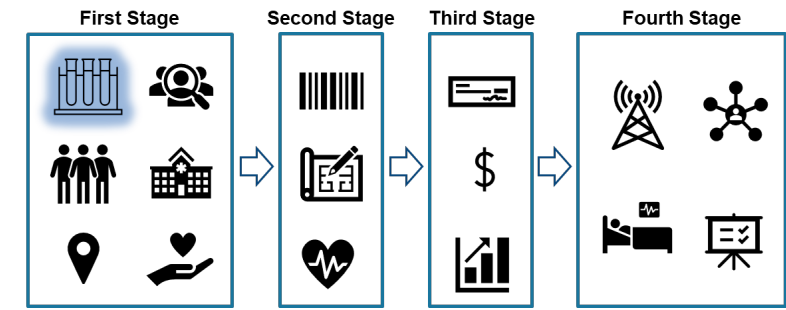 First Stage
Second Stage
Third Stage
Fourth Stage
$